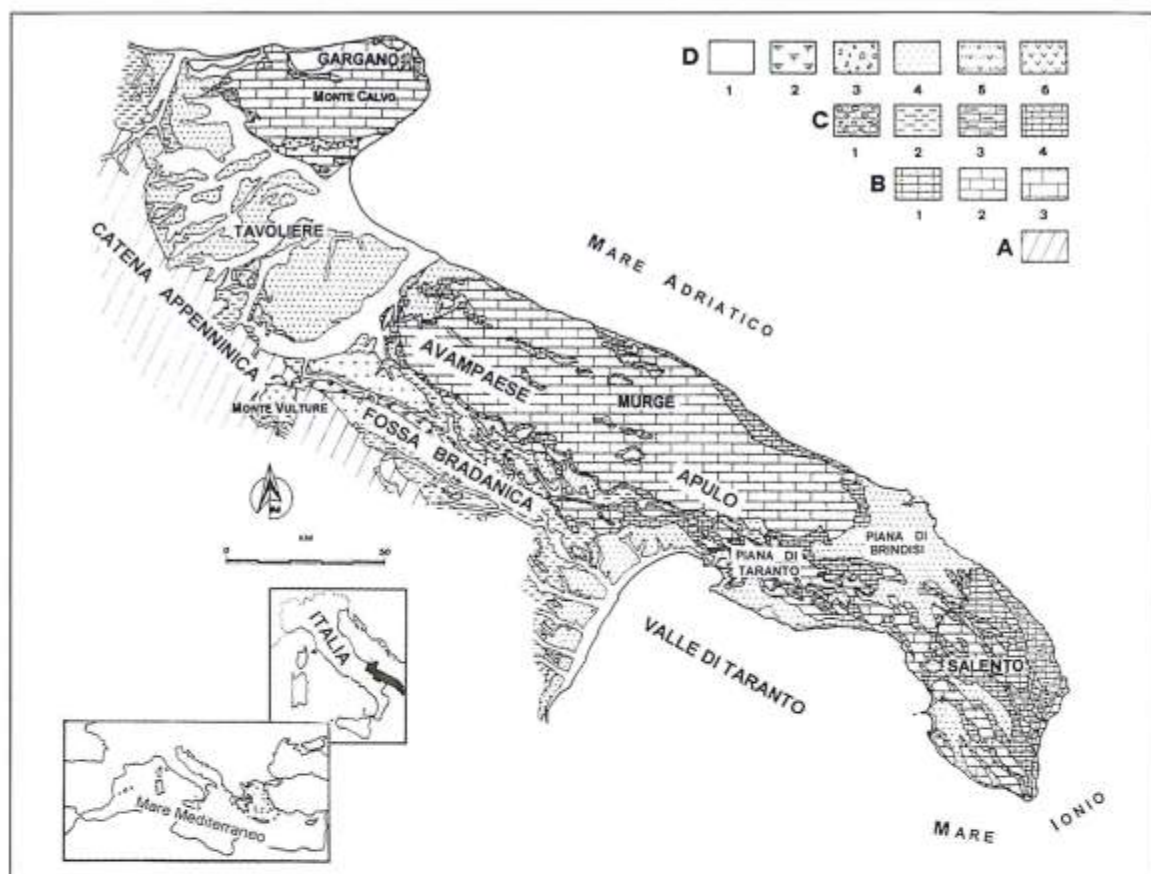 GARGANO
MONTE CALVO
D
1 2 3 4 5 6
C
1 2 3 4
B
1 2 3
A
TAVOLIERE
CATENA APPENNINICA
MARE ADRIATICO
AVAMPAESE
MURGE
MONTE VULTURE
FOSSA BRADANICA
APULO
N
KM
0 50
PIANA DI
BRINDISI
PIANA DI
TARANTO
ITALIA
VALLE DI TARANTO
SALENTO
Mare Mediterraneo
MARE IONIO